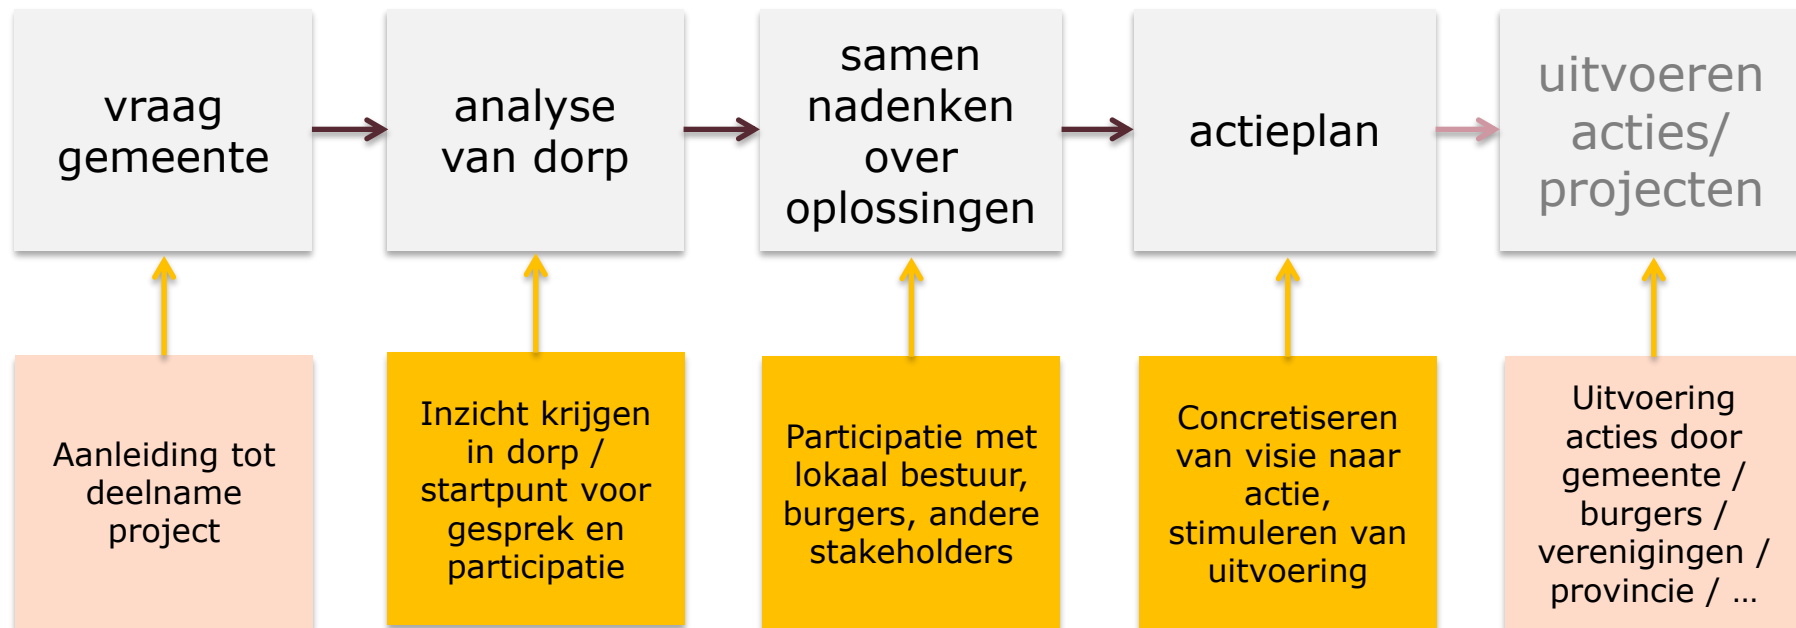 vraag
gemeente
analyse
van dorp
samen
nadenken
over
oplossingen
actieplan
uitvoeren
acties/
projecten
Aanleiding tot
deelname
project
Inzicht krijgen
in dorp /
startpunt voor
gesprek en
participatie
Participatie met
lokaal bestuur,
burgers, andere
stakeholders
Concretiseren
van visie naar
actie,
stimuleren van
uitvoering
Uitvoering
acties door
gemeente /
burgers /
verenigingen /
provincie / …